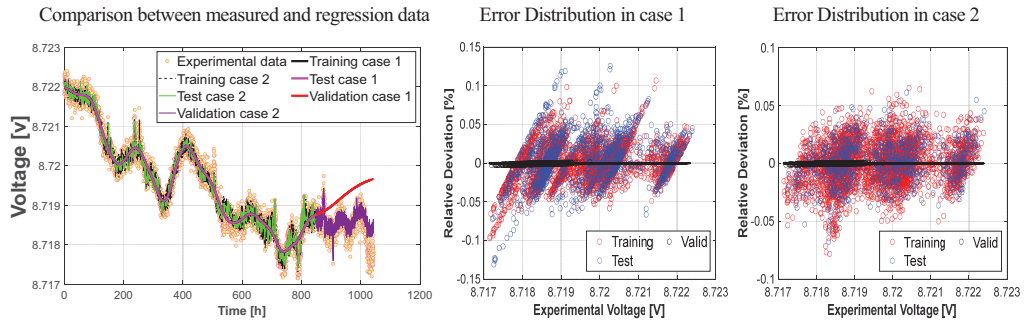 Comparison between measured and regression data
Error Distribution in case 1
Error Distribution in case 2
8.723
8.722
8.721
8.72
8.719
8.718
8.717
Voltage [v]
Experimental data
Training case 1
Training case 2
Test case 1
Test case 2
Validation case 1
Validation case 2
0
200
400
600
800
1000
1200
Time [h]
0.15
0.1
0.05
0
-0.05
-0.1
-0.15
Relative Deviation [%]
Training
Valid
Test
8.717
8.718
8.719
8.72
8.721
8.722
8.723
Experimental Voltage [V]
0.1
0.05
0
-0.05
-0.1
Relative Deviation [%]
Training
Valid
Test
8.717
8.718
8.719
8.72
8.721
8.722
8.723
Experimental Voltage [V]